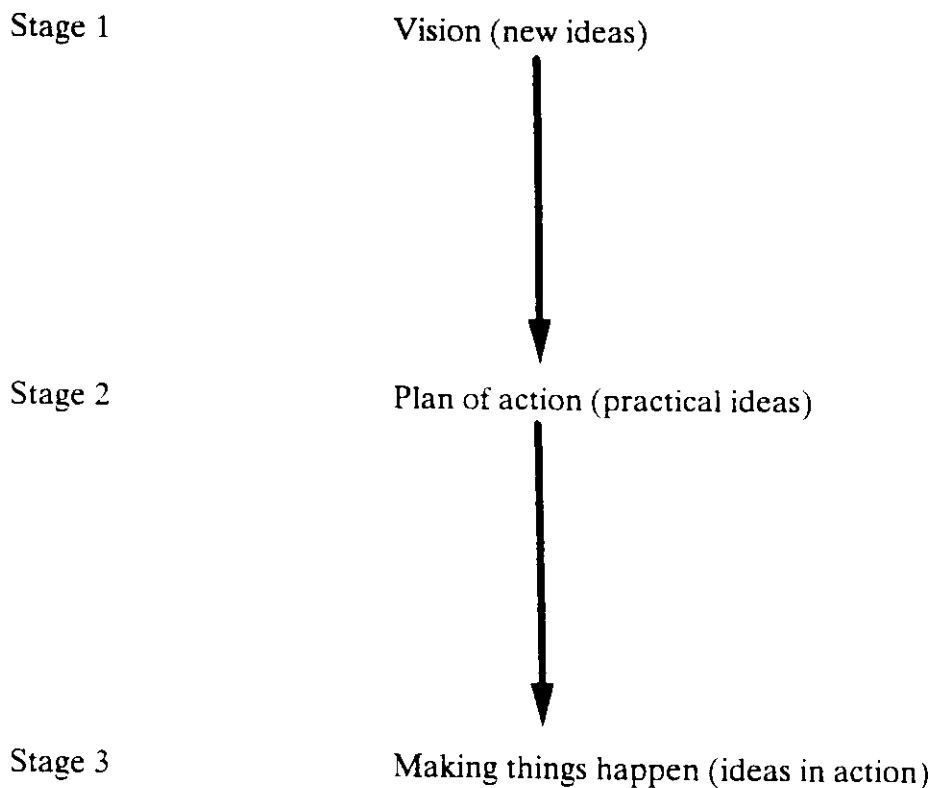 Stage 1 Vision (new ideas)
Stage 2 Plan of action (practical ideas)
Stage 3 Making things happen (ideas in action)